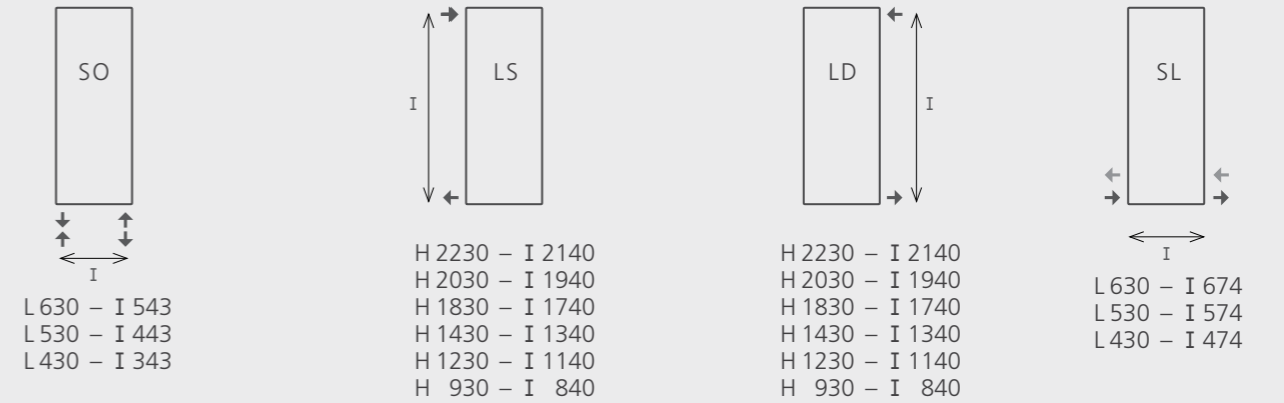 SO
I
L 630 – I 543
L 530 – I 443
L 430 – I 343
LS
I
H 2230 – I 2140
H 2030 – I 1940
H 1830 – I 1740
H 1430 – I 1340
H 1230 – I 1140
H 930 – I 840
LD
I
H 2230 – I 2140
H 2030 – I 1940
H 1830 – I 1740
H 1430 – I 1340
H 1230 – I 1140
H 930 – I 840
SL
I
L 630 – I 674
L 530 – I 574
L 430 – I 474